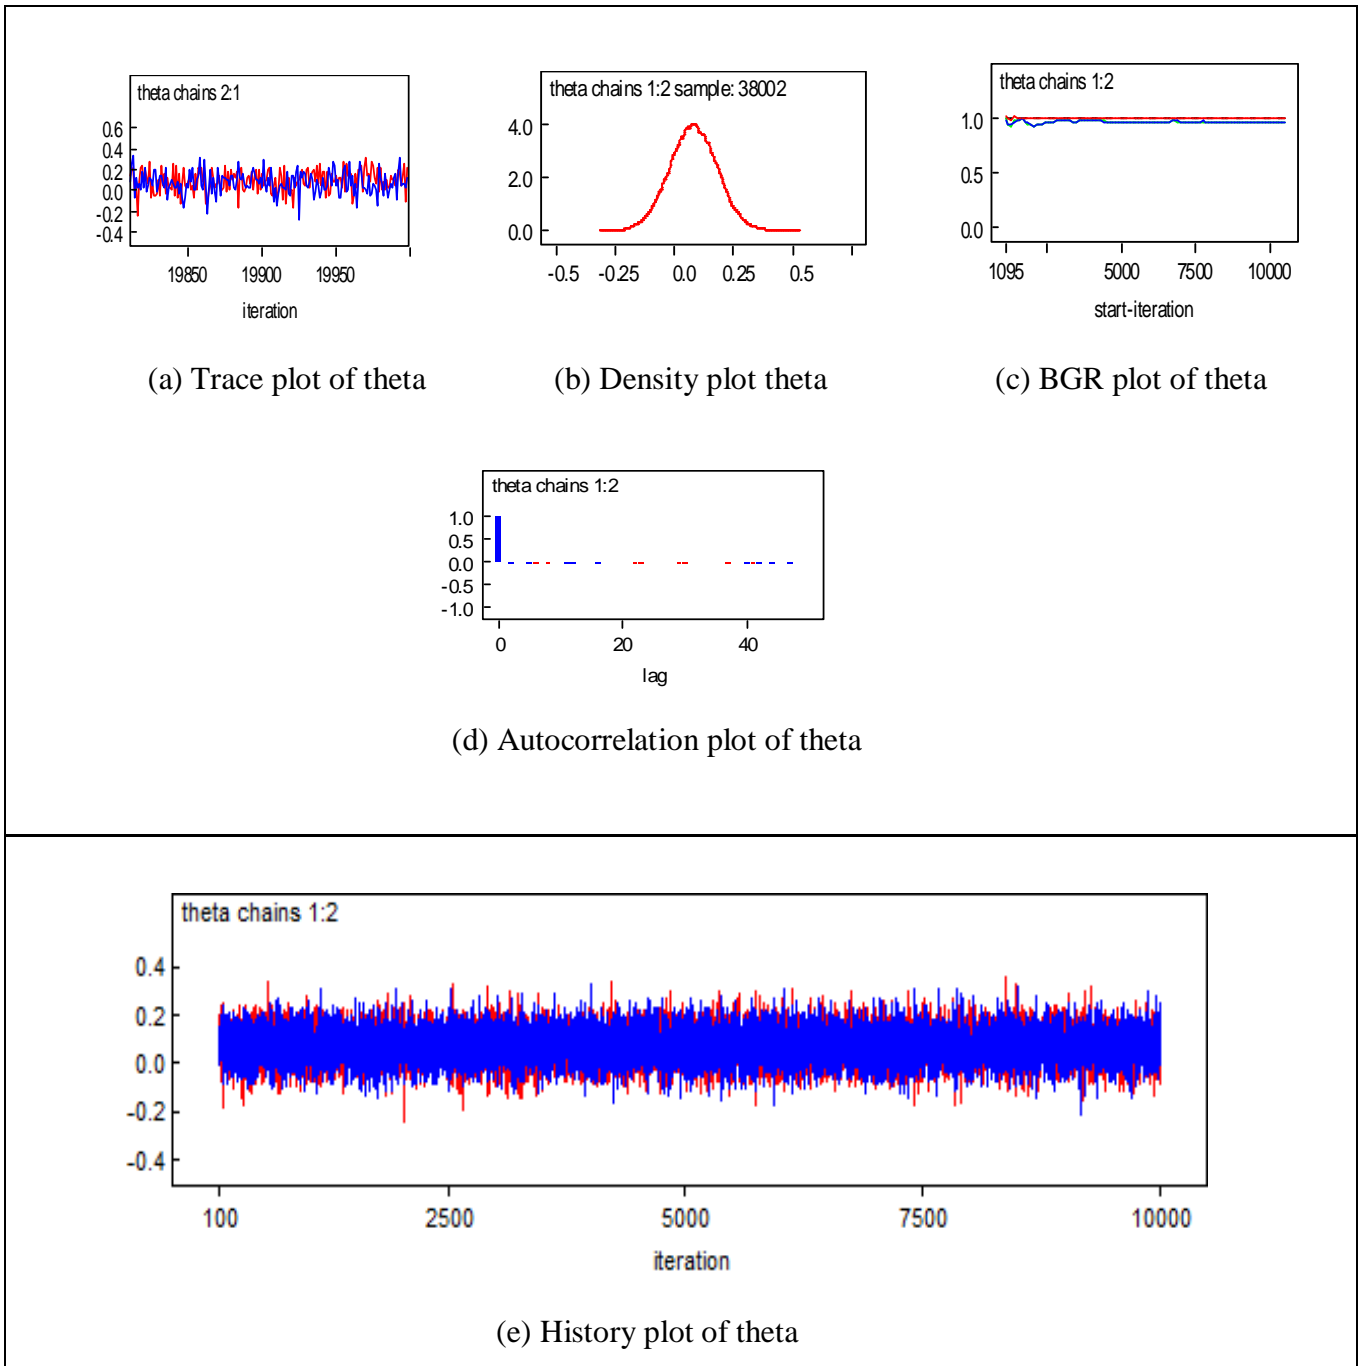 theta chains 2:1
0.6
0.4
0.2
0.0
-0.2
-0.4
19850 19900 19950
iteration
(a) Trace plot of theta
theta chains 1:2 sample: 38002
4.0
2.0
0.0
-0.5 -0.25 0.0 0.25 0.5
(b) Density plot theta
theta chains 1:2
1.0
0.5
0.0
1095 5000 7500 10000
start-iteration
(c) BGR plot of theta
theta chains 1:2
1.0
0.5
0.0
-0.5
-1.0
0 20 40
lag
(d) Autocorrelation plot of theta
theta chains 1:2
0.4
0.2
0.0
-0.2
-0.4
100 2500 5000 7500 10000
iteration
(e) History plot of theta